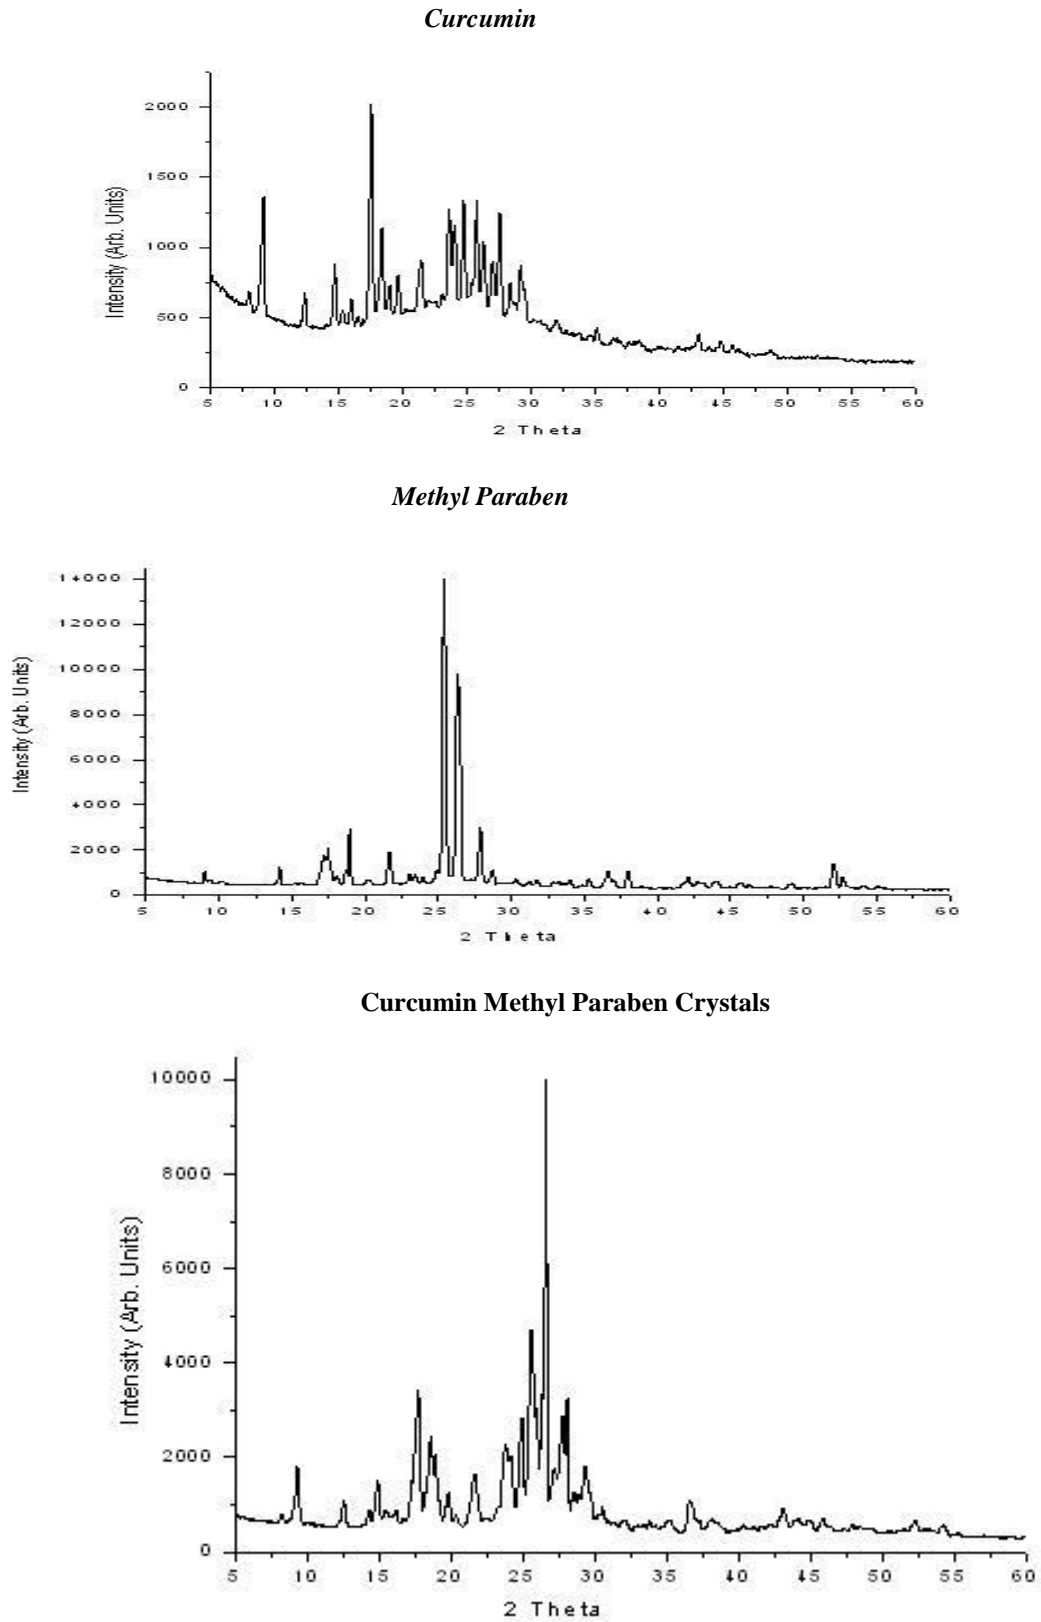 Curcumin
Intensity (Arb. Units)
2000
1500
1000
500
0
5 10 15 20 25 30 35 40 45 50 55 60
2 Theta
Methyl Paraben
Intensity (Arb. Units)
14000
12000
10000
8000
6000
4000
2000
0
5 10 15 20 25 30 35 40 45 50 55 60
2 Theta
Curcumin Methyl Paraben Crystals
Intensity (Arb. Units)
10000
8000
6000
4000
2000
0
5 10 15 20 25 30 35 40 45 50 55 60
2 Theta